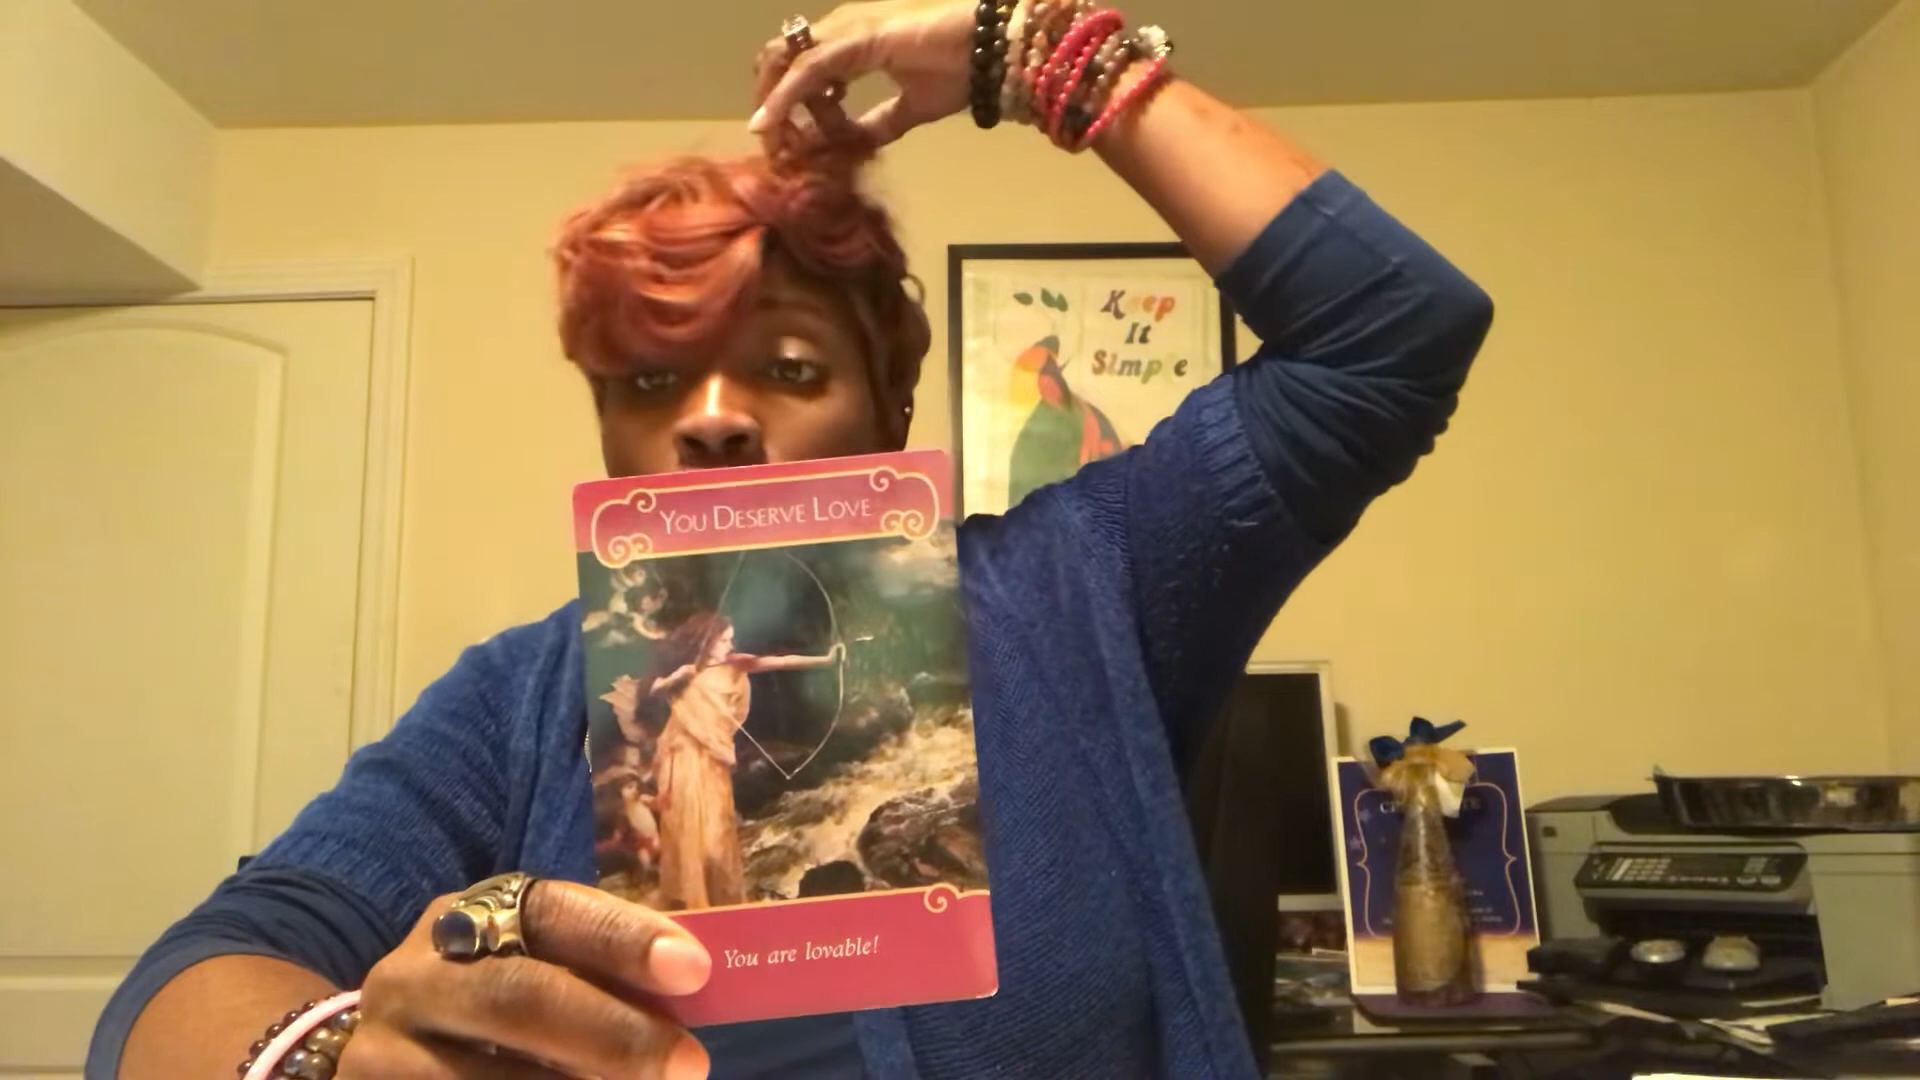 Keep
It
Simple
YOU DESERVE LOVE
You are lovable!